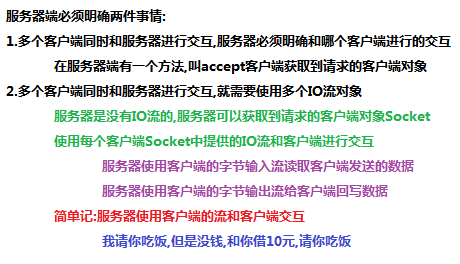 服务器端必须明确两件事情:
1.多个客户端同时和服务器进行交互,服务器必须明确和哪个客户端进行的交互
在服务器端有一个方法,叫accept客户端获取到请求的客户端对象
2.多个客户端同时和服务器进行交互,就需要使用多个IO流对象
服务器是没有IO流的,服务器可以获取到请求的客户端对象Socket
使用每个客户端Socket中提供的IO流和客户端进行交互
服务器使用客户端的字节输入流读取客户端发送的数据
服务器使用客户端的字节输出流给客户端回写数据
简单记:服务器使用客户端的流和客户端交互
我请你吃饭,但是没钱,和你借10元,请你吃饭